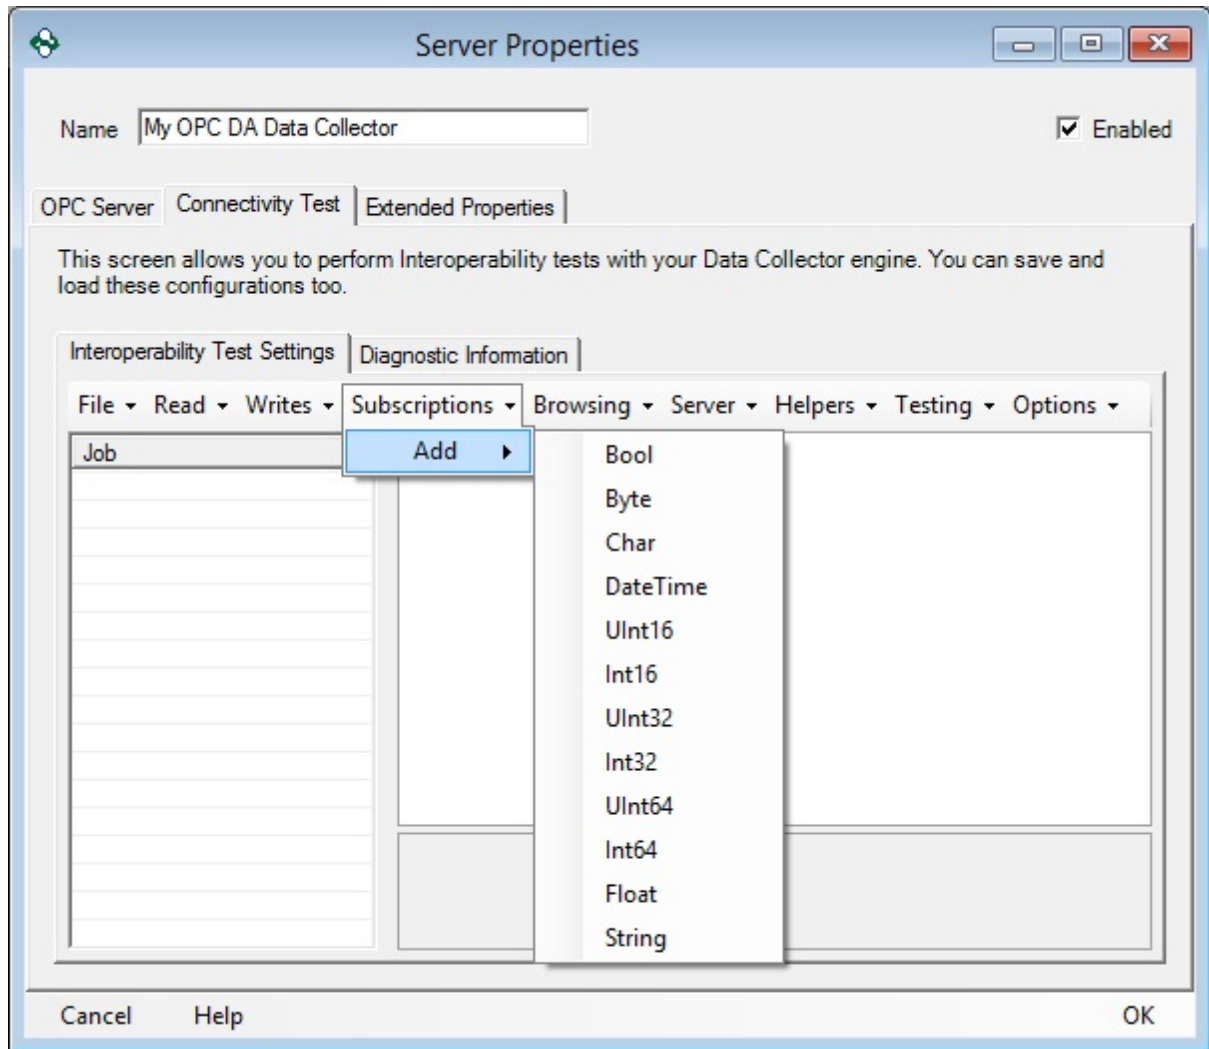 Server Properties
Name My OPC DA Data Collector Enabled
OPC Server Connectivity Test Extended Properties
This screen allows you to perform Interoperability tests with your Data Collector engine. You can save and
load these configurations too.
Interoperability Test Settings Diagnostic Information
File Read Writes Subscriptions Browsing Server Helpers Testing Options
Job Add Bool
Byte
Char
DateTime
UInt16
Int16
UInt32
Int32
UInt64
Int64
Float
String
Cancel Help OK